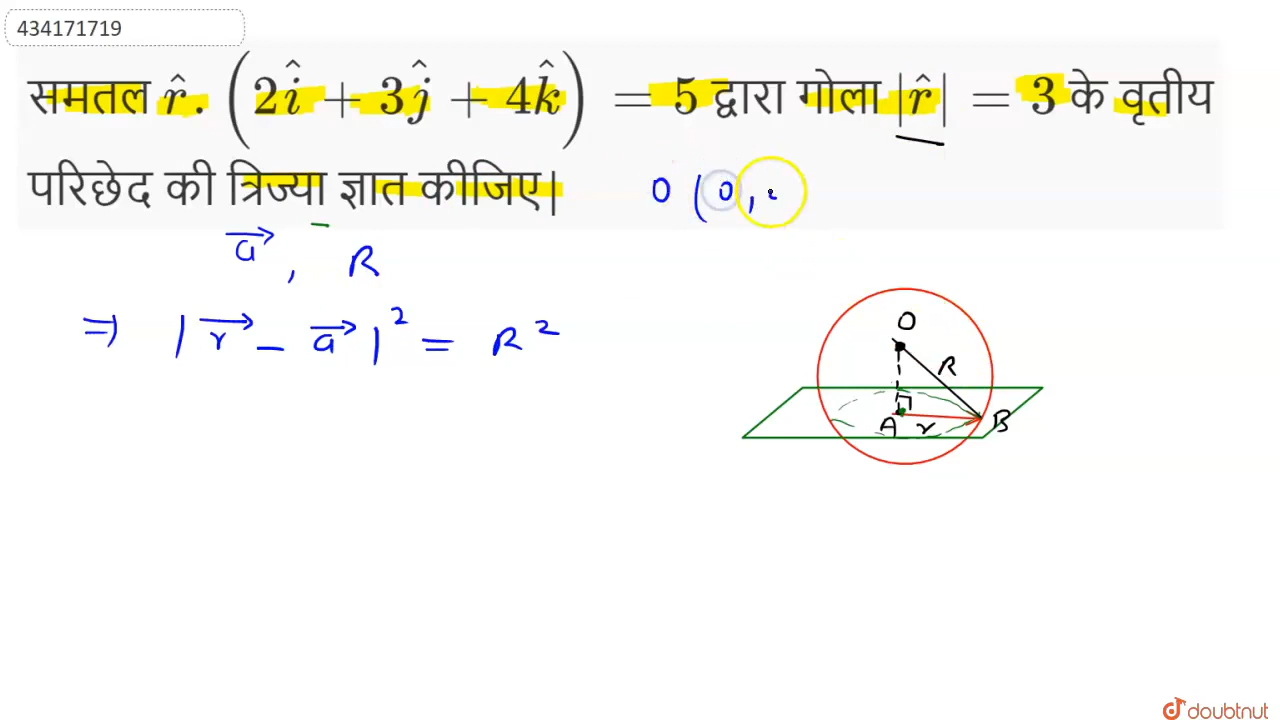 434171719
समतल r̂. (2î + 3ĵ + 4k̂) = 5 द्वारा गोला |r̂| = 3 के वृतीय
परिछेद की त्रिज्या ज्ञात कीजिए|
O (0,
a⃗, R
⇒ |r⃗ - a⃗|² = R²
O
R
A r B
doubtnut